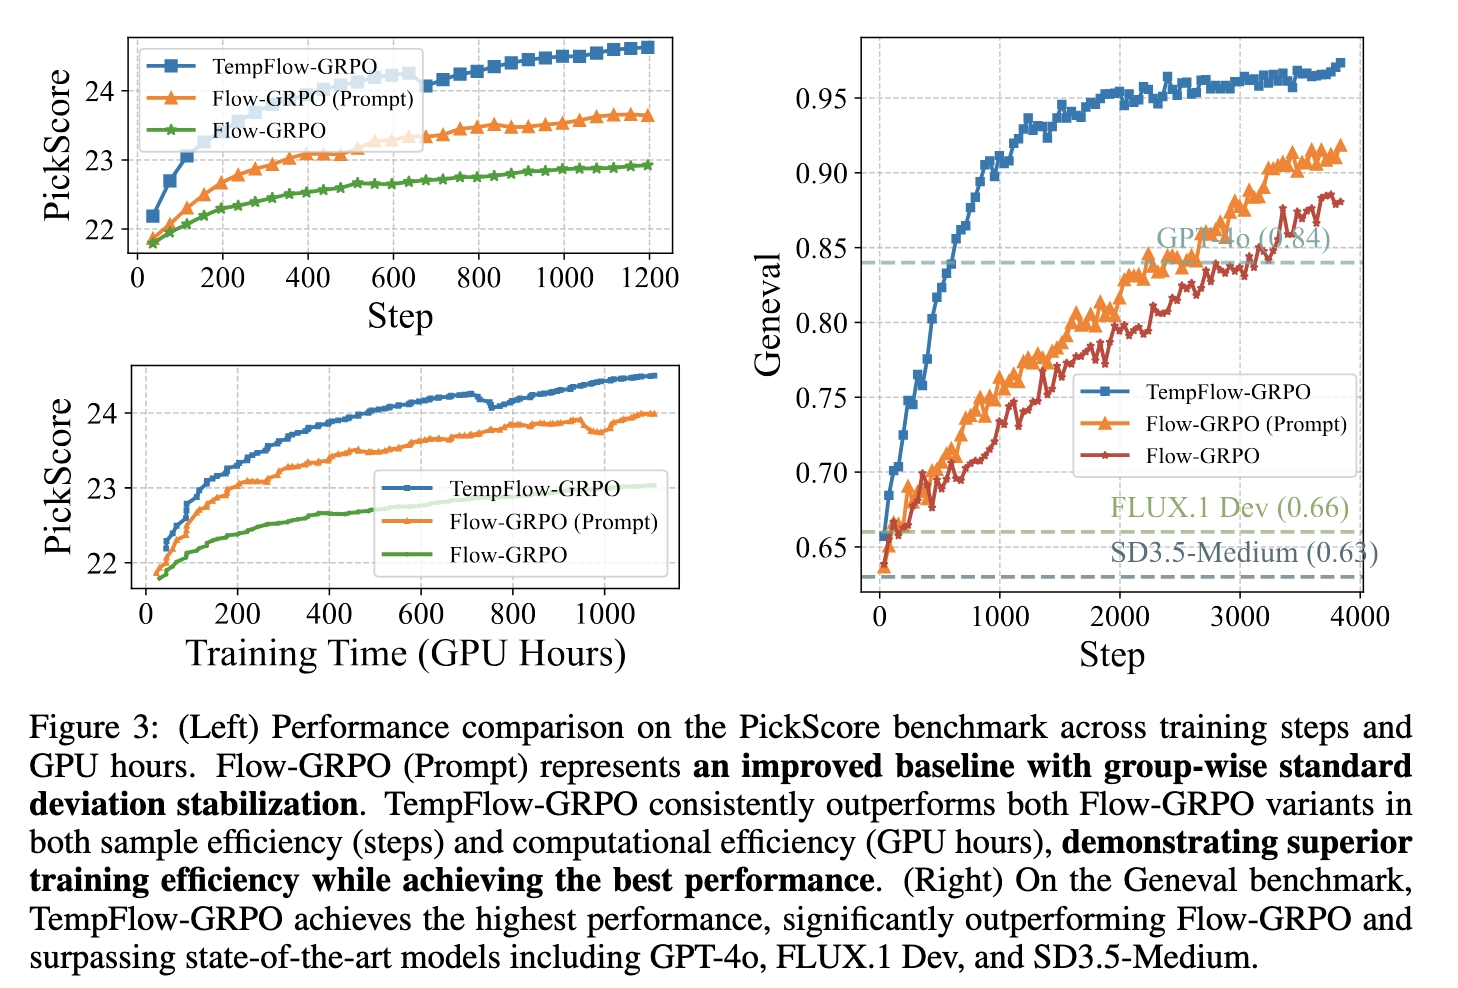 TempFlow-GRPO
Flow-GRPO (Prompt)
Flow-GRPO
PickScore
24
23
22
0 200 400 600 800 1000 1200
Step
TempFlow-GRPO
Flow-GRPO (Prompt)
Flow-GRPO
PickScore
24
23
22
0 200 400 600 800 1000
Training Time (GPU Hours)
Geneval
0.95
0.90
0.85
0.80
0.75
0.70
0.65
GPT-4o (0.84)
TempFlow-GRPO
Flow-GRPO (Prompt)
Flow-GRPO
FLUX.1 Dev (0.66)
SD3.5-Medium (0.63)
0 1000 2000 3000 4000
Step
Figure 3: (Left) Performance comparison on the PickScore benchmark across training steps and
GPU hours. Flow-GRPO (Prompt) represents an improved baseline with group-wise standard
deviation stabilization. TempFlow-GRPO consistently outperforms both Flow-GRPO variants in
both sample efficiency (steps) and computational efficiency (GPU hours), demonstrating superior
training efficiency while achieving the best performance. (Right) On the Geneval benchmark,
TempFlow-GRPO achieves the highest performance, significantly outperforming Flow-GRPO and
surpassing state-of-the-art models including GPT-4o, FLUX.1 Dev, and SD3.5-Medium.